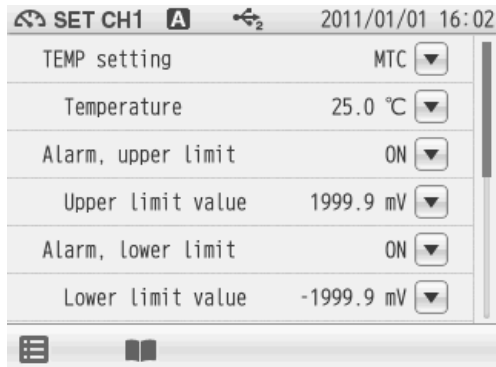 SET CH1 A 2 2011/01/01 16:02
TEMP setting MTC
Temperature 25.0 ℃
Alarm, upper limit ON
Upper limit value 1999.9 mV
Alarm, lower limit ON
Lower limit value -1999.9 mV